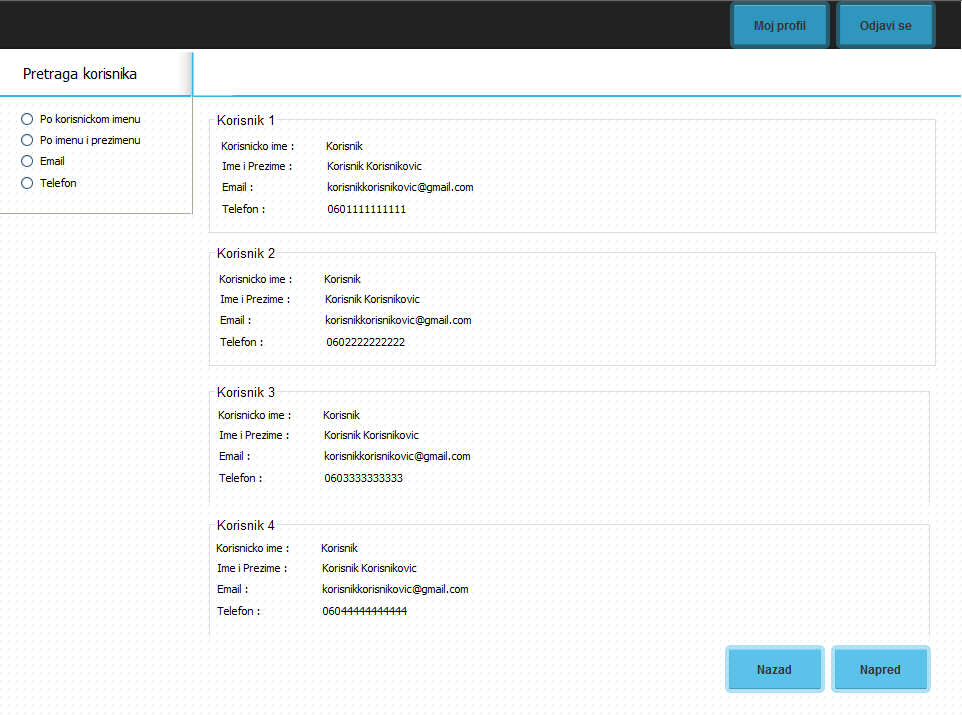 Moj profil
Odjavi se
Pretraga korisnika
Po korisnickom imenu
Po imenu i prezimenu
Email
Telefon
Korisnik 1
Korisnicko ime : Korisnik
Ime i Prezime : Korisnik Korisnikovic
Email : korisnikkorisnikovic@gmail.com
Telefon : 0601111111111
Korisnik 2
Korisnicko ime : Korisnik
Ime i Prezime : Korisnik Korisnikovic
Email : korisnikkorisnikovic@gmail.com
Telefon : 0602222222222
Korisnik 3
Korisnicko ime : Korisnik
Ime i Prezime : Korisnik Korisnikovic
Email : korisnikkorisnikovic@gmail.com
Telefon : 0603333333333
Korisnik 4
Korisnicko ime : Korisnik
Ime i Prezime : Korisnik Korisnikovic
Email : korisnikkorisnikovic@gmail.com
Telefon : 06044444444444
Nazad
Napred